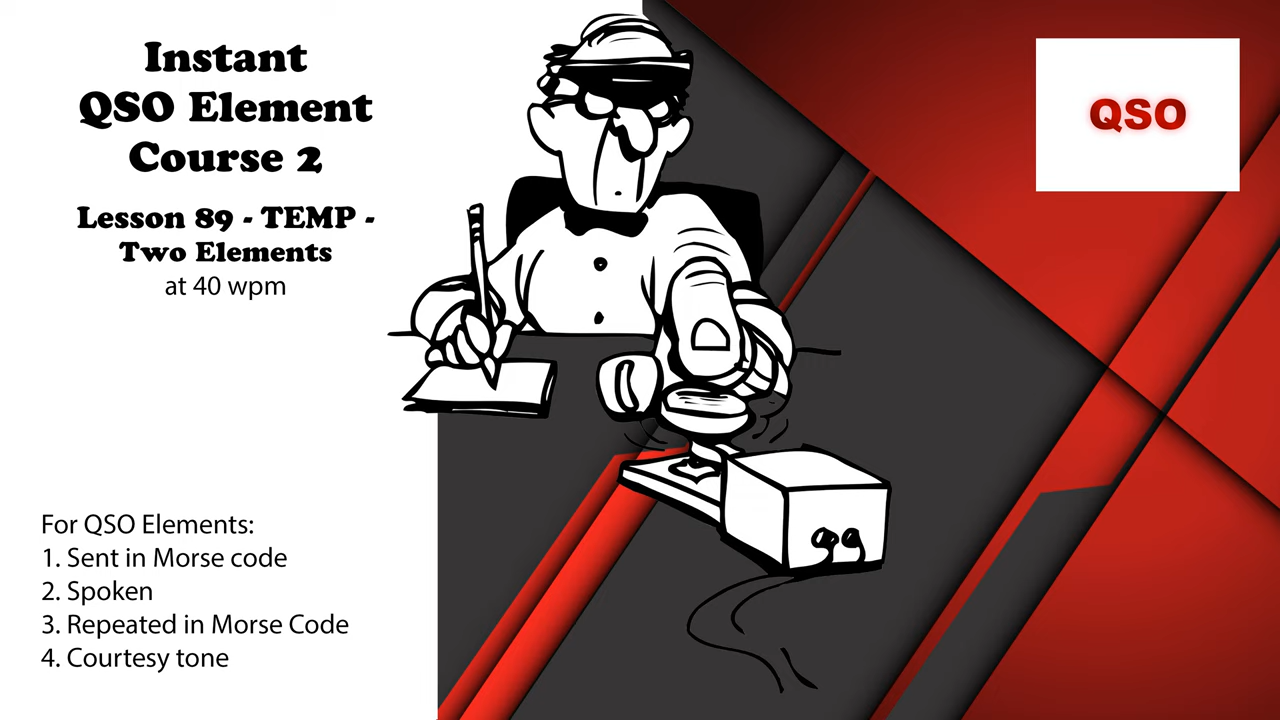 Instant
QSO Element
Course 2
Lesson 89 - TEMP -
Two Elements
at 40 wpm
QSO
For QSO Elements:
1. Sent in Morse code
2. Spoken
3. Repeated in Morse Code
4. Courtesy tone